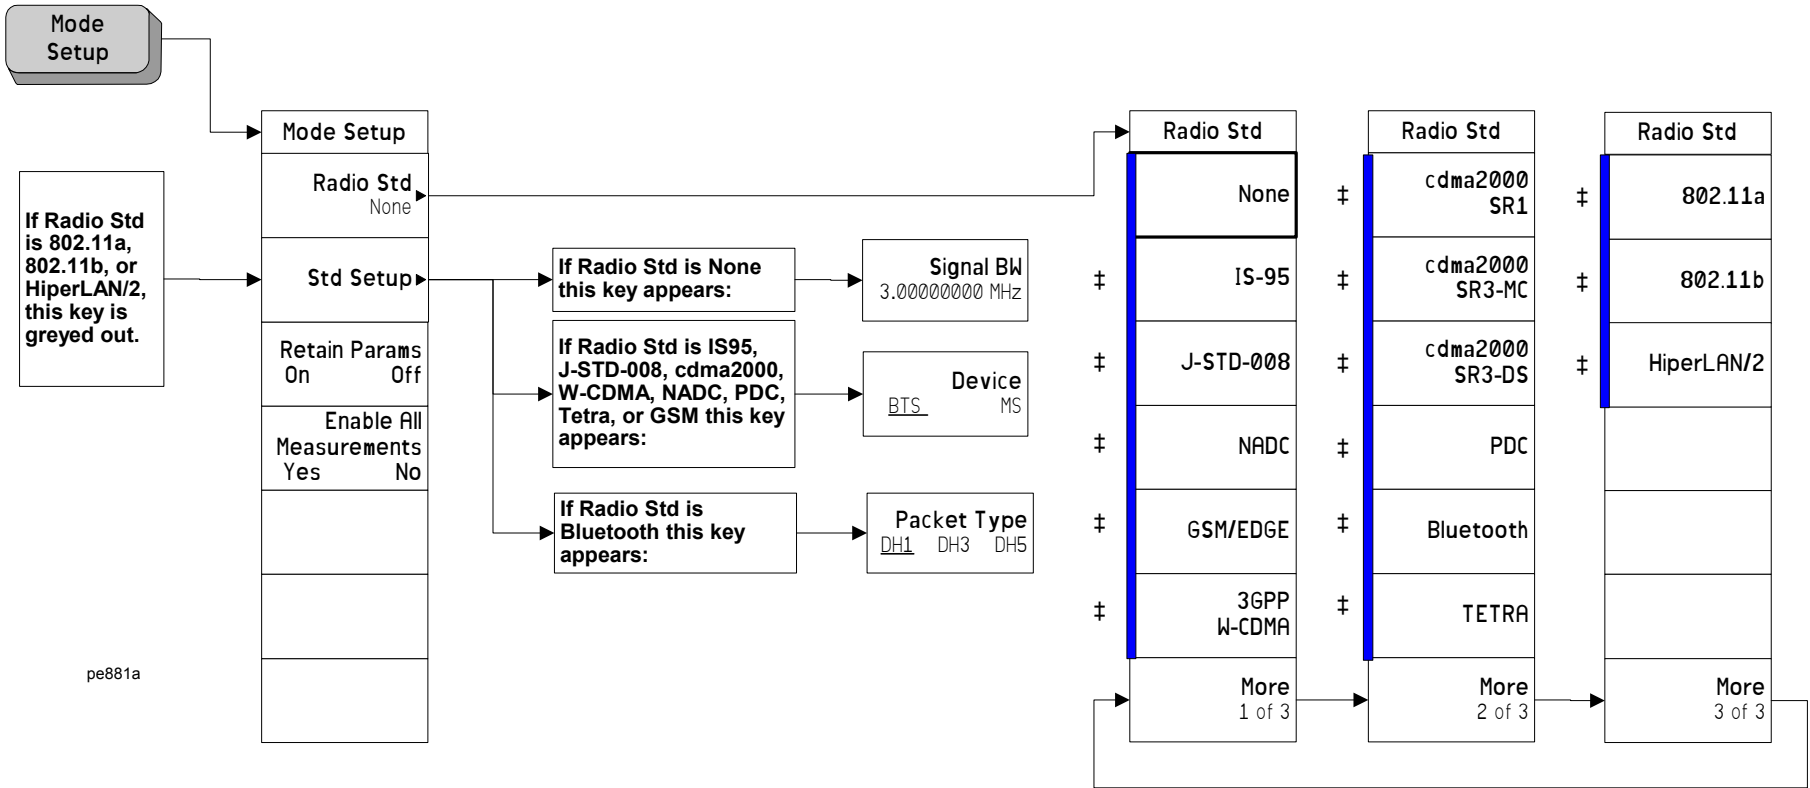 Mode
Setup
If Radio Std
is 802.11a,
802.11b, or
HiperLAN/2,
this key is
greyed out.
Mode Setup
Radio Std
None
Std Setup
Retain Params
On Off
Enable All
Measurements
Yes No
If Radio Std is None
this key appears:
Signal BW
3.00000000 MHz
If Radio Std is IS95,
J-STD-008, cdma2000,
W-CDMA, NADC, PDC,
Tetra, or GSM this key
appears:
Device
BTS MS
If Radio Std is
Bluetooth this key
appears:
Packet Type
DH1 DH3 DH5
Radio Std
None
‡ IS-95
‡ J-STD-008
‡ NADC
‡ GSM/EDGE
‡ 3GPP
W-CDMA
More
1 of 3
Radio Std
‡ cdma2000
SR1
‡ cdma2000
SR3-MC
‡ cdma2000
SR3-DS
‡ PDC
‡ Bluetooth
‡ TETRA
More
2 of 3
Radio Std
‡ 802.11a
‡ 802.11b
‡ HiperLAN/2
More
3 of 3
pe881a